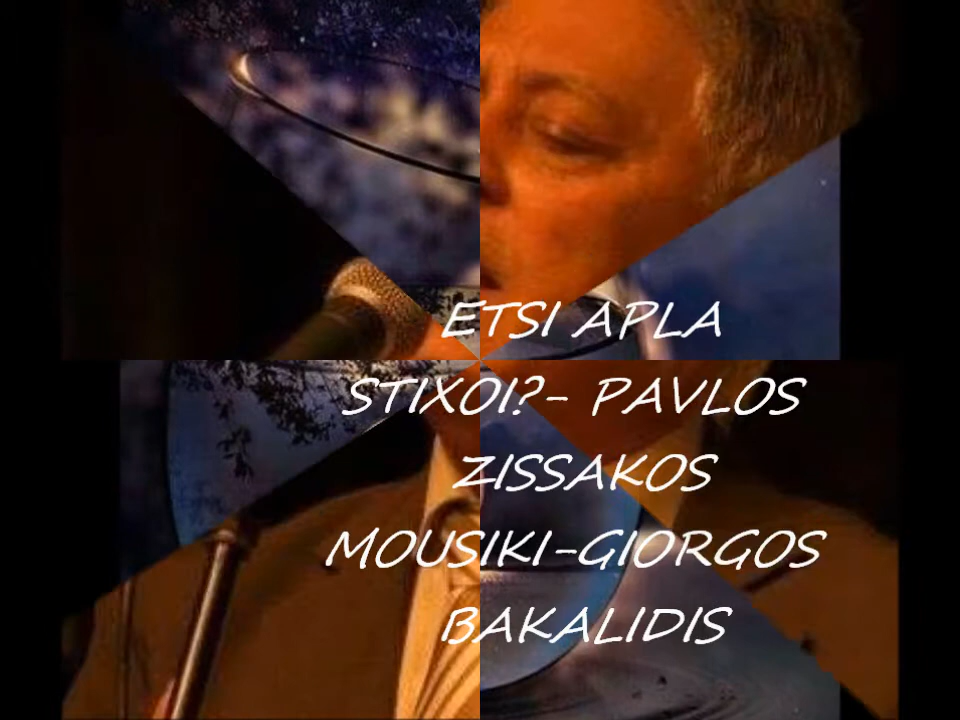 ETSI APLA
STIXOI?- PAVLOS
ZISSAKOS
MOUSIKI-GIORGOS
BAKALIDIS